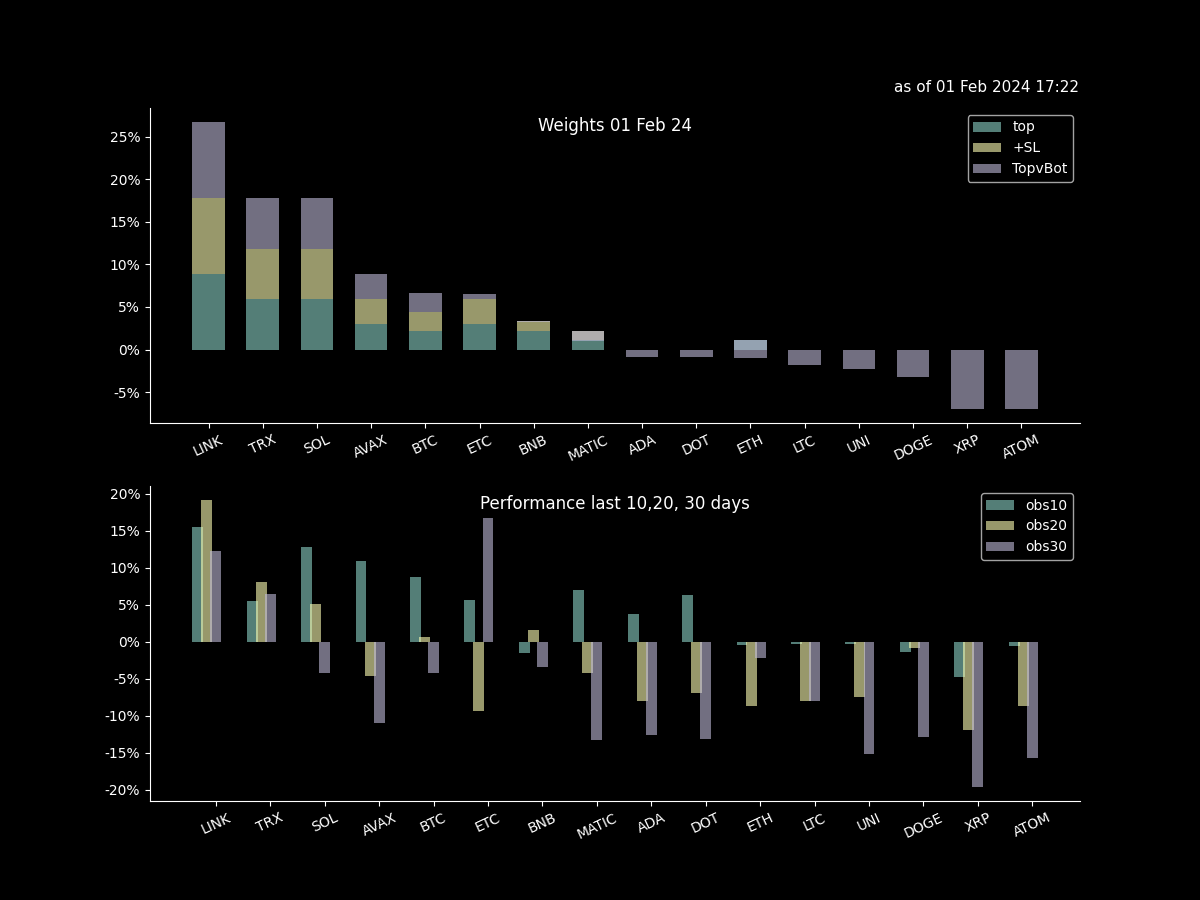 as of 01 Feb 2024 17:22
Weights 01 Feb 24
top
+SL
TopvBot
25%
20%
15%
10%
5%
0%
-5%
LINK TRX SOL AVAX BTC ETC BNB MATIC ADA DOT ETH LTC UNI DOGE XRP ATOM
Performance last 10,20, 30 days
obs10
obs20
obs30
20%
15%
10%
5%
0%
-5%
-10%
-15%
-20%
LINK TRX SOL AVAX BTC ETC BNB MATIC ADA DOT ETH LTC UNI DOGE XRP ATOM